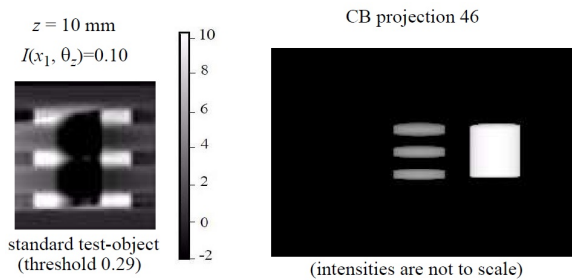 z = 10 mm
I(x₁, θ_z)=0.10
10
8
6
4
2
0
-2
standard test-object
(threshold 0.29)
CB projection 46
(intensities are not to scale)